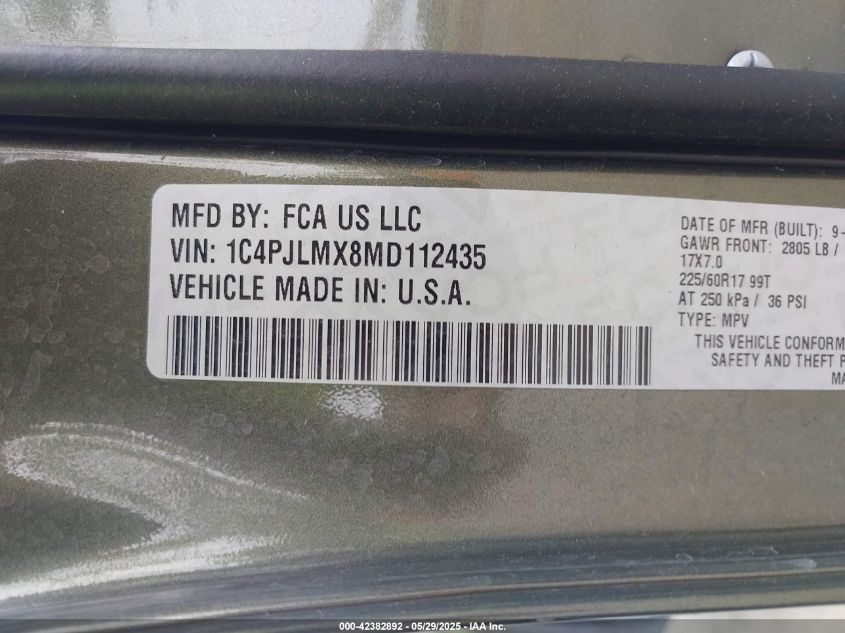 MFD BY: FCA US LLC
VIN: 1C4PJLMX8MD112435
VEHICLE MADE IN: U.S.A.
DATE OF MFR (BUILT): 9-
GAWR FRONT: 2805 LB /
17X7.0
225/60R17 99T
AT 250 kPa / 36 PSI
TYPE: MPV
THIS VEHICLE CONFORM
SAFETY AND THEFT P
MA
000-42382892 - 05/29/2025 - IAA Inc.